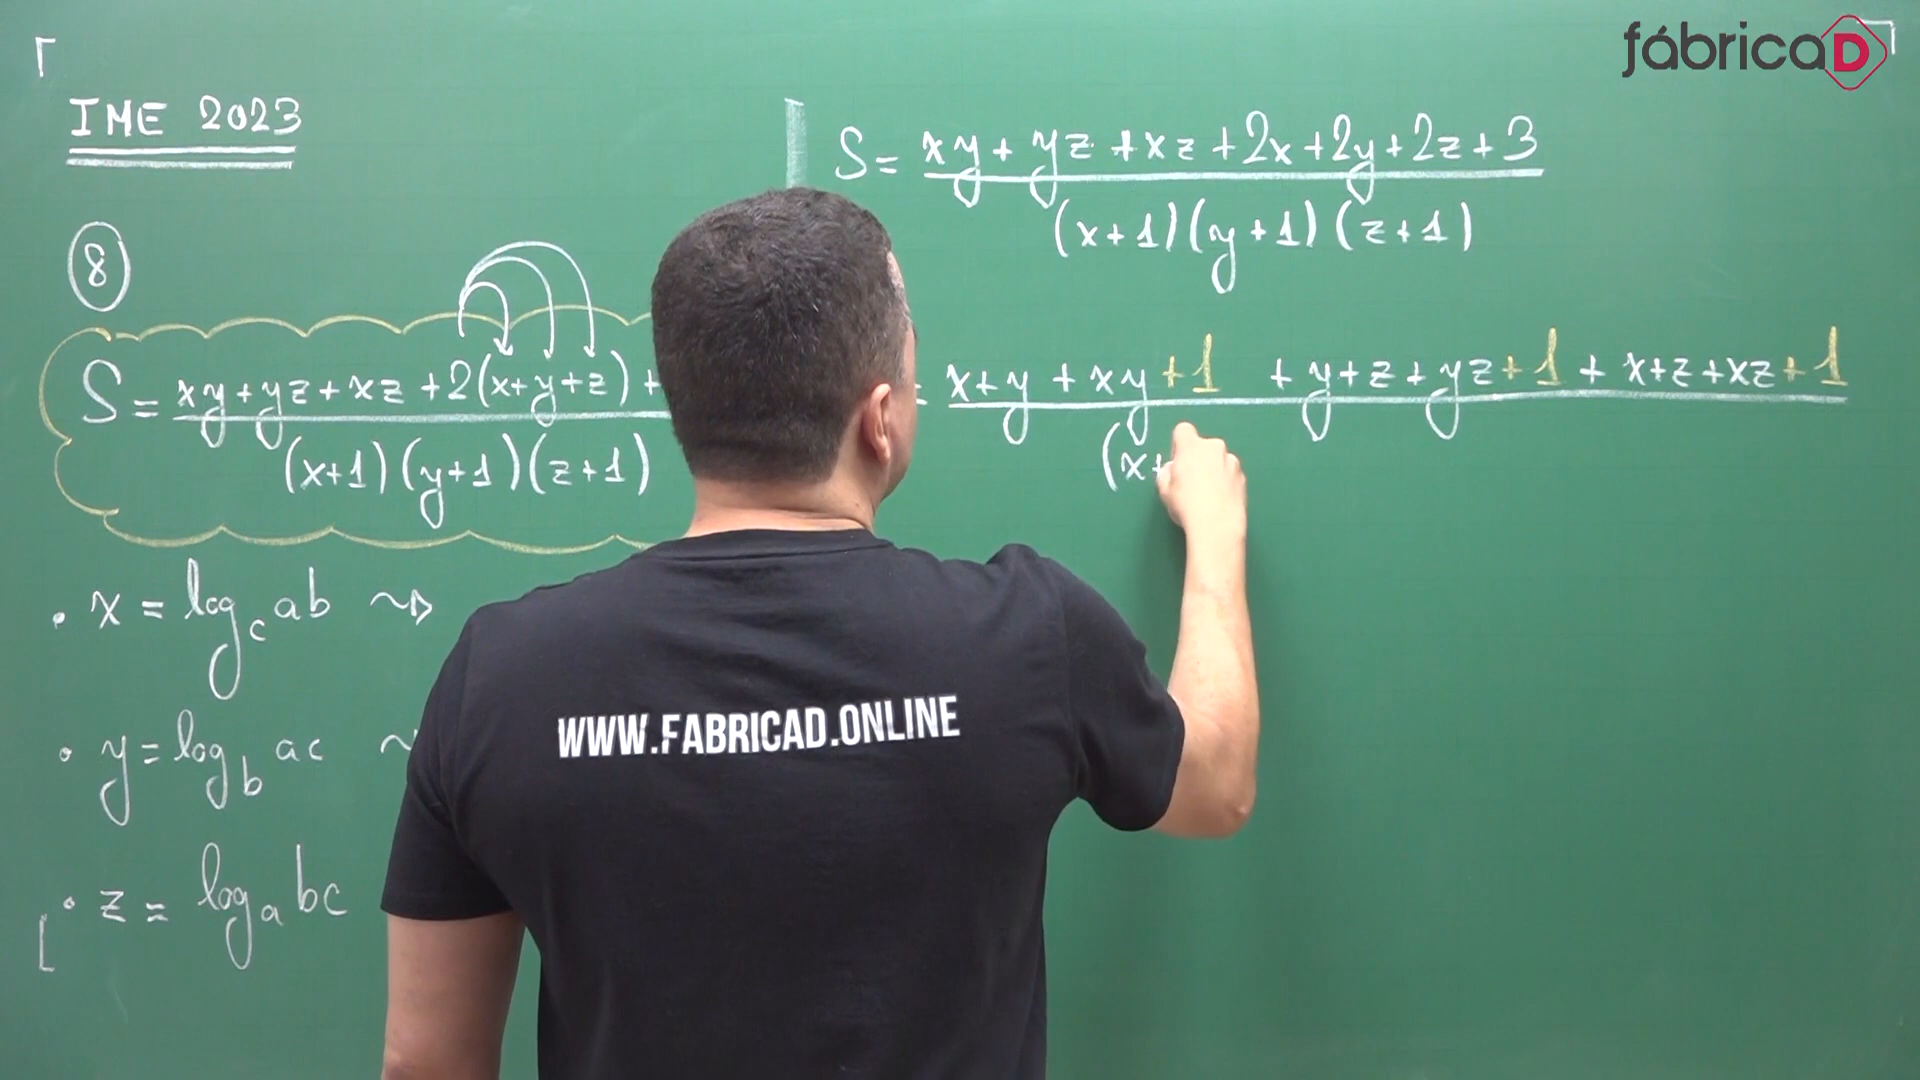 fábricaD
IME 2023
8
S = xy + yz + xz + 2(x+y+z) +
(x+1)(y+1)(z+1)
• x = log_c ab ⇝
• y = log_b ac ~
• z = log_a bc
S = xy + yz + xz + 2x + 2y + 2z + 3
(x+1)(y+1)(z+1)
= x+y + xy +1 + y+z + yz +1 + x+z+xz +1
(x+
WWW.FABRICAD.ONLINE